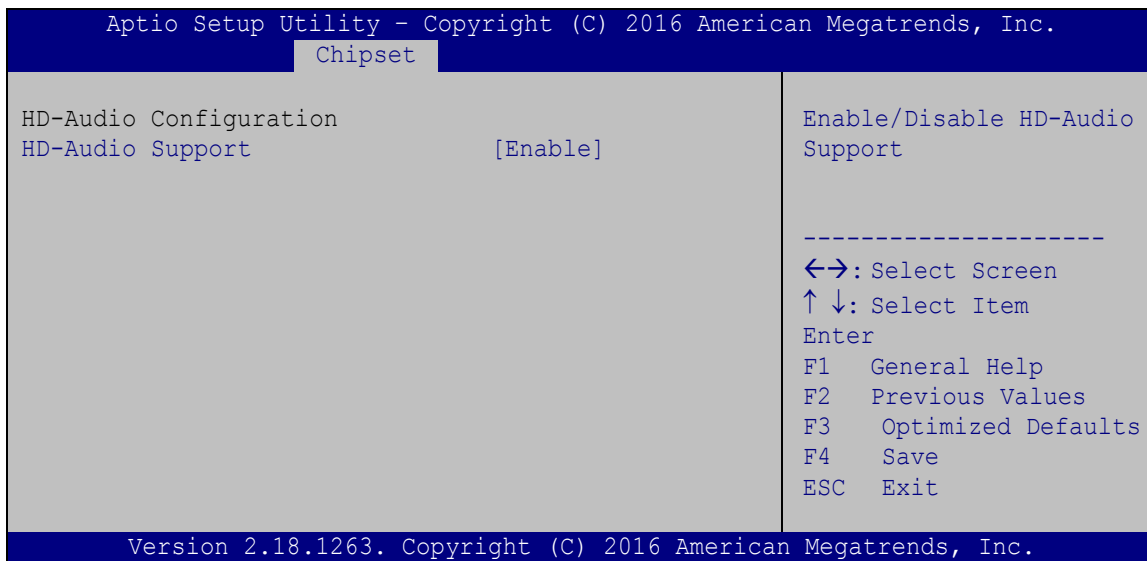 Aptio Setup Utility – Copyright (C) 2016 American Megatrends, Inc.
Chipset
HD-Audio Configuration
HD-Audio Support [Enable]
Enable/Disable HD-Audio
Support
---------------------
←→: Select Screen
↑ ↓: Select Item
Enter
F1 General Help
F2 Previous Values
F3 Optimized Defaults
F4 Save
ESC Exit
Version 2.18.1263. Copyright (C) 2016 American Megatrends, Inc.